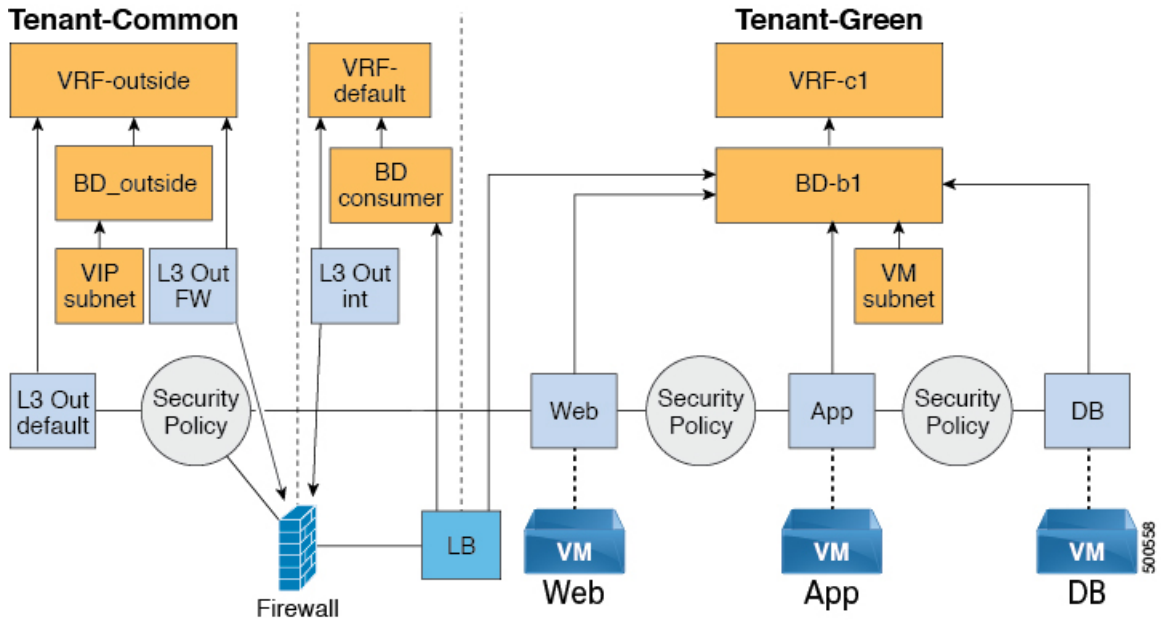 Tenant-Common
Tenant-Green
VRF-outside
VRF-
default
VRF-c1
BD_outside
BD
consumer
BD-b1
VIP
subnet
L3 Out
FW
L3 Out
int
VM
subnet
L3 Out
default
Security
Policy
Web
Security
Policy
App
Security
Policy
DB
LB
VM
VM
VM
Firewall
Web
App
DB
500558